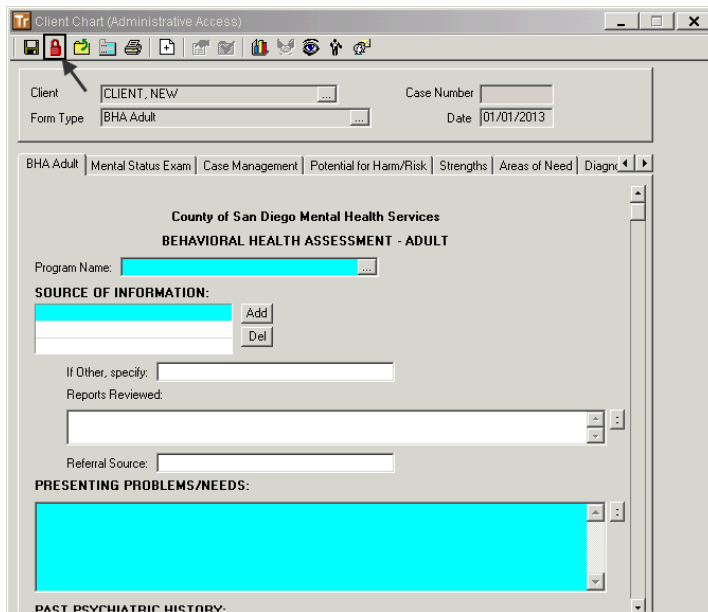 Tr Client Chart (Administrative Access)
Client CLIENT, NEW ... Case Number
Form Type BHA Adult ... Date 01/01/2013
BHA Adult Mental Status Exam Case Management Potential for Harm/Risk Strengths Areas of Need Diagno
County of San Diego Mental Health Services
BEHAVIORAL HEALTH ASSESSMENT - ADULT
Program Name: ...
SOURCE OF INFORMATION:
Add
Del
If Other, specify:
Reports Reviewed:
:
Referral Source:
PRESENTING PROBLEMS/NEEDS:
:
PAST PSYCHIATRIC HISTORY: